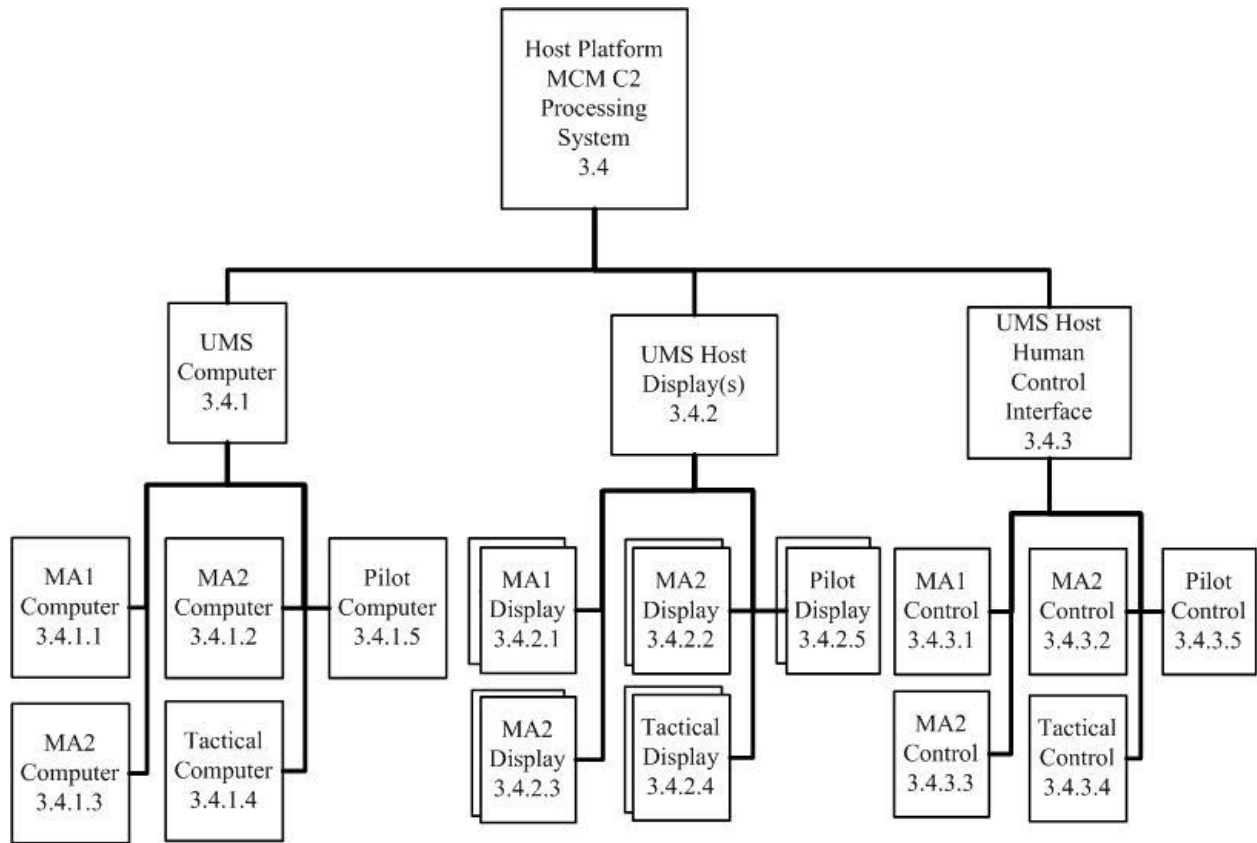 Host Platform
MCM C2
Processing
System
3.4
UMS
Computer
3.4.1
UMS Host
Display(s)
3.4.2
UMS Host
Human
Control
Interface
3.4.3
MA1
Computer
3.4.1.1
MA2
Computer
3.4.1.2
Pilot
Computer
3.4.1.5
MA2
Computer
3.4.1.3
Tactical
Computer
3.4.1.4
MA1
Display
3.4.2.1
MA2
Display
3.4.2.2
Pilot
Display
3.4.2.5
MA2
Display
3.4.2.3
Tactical
Display
3.4.2.4
MA1
Control
3.4.3.1
MA2
Control
3.4.3.2
Pilot
Control
3.4.3.5
MA2
Control
3.4.3.3
Tactical
Control
3.4.3.4